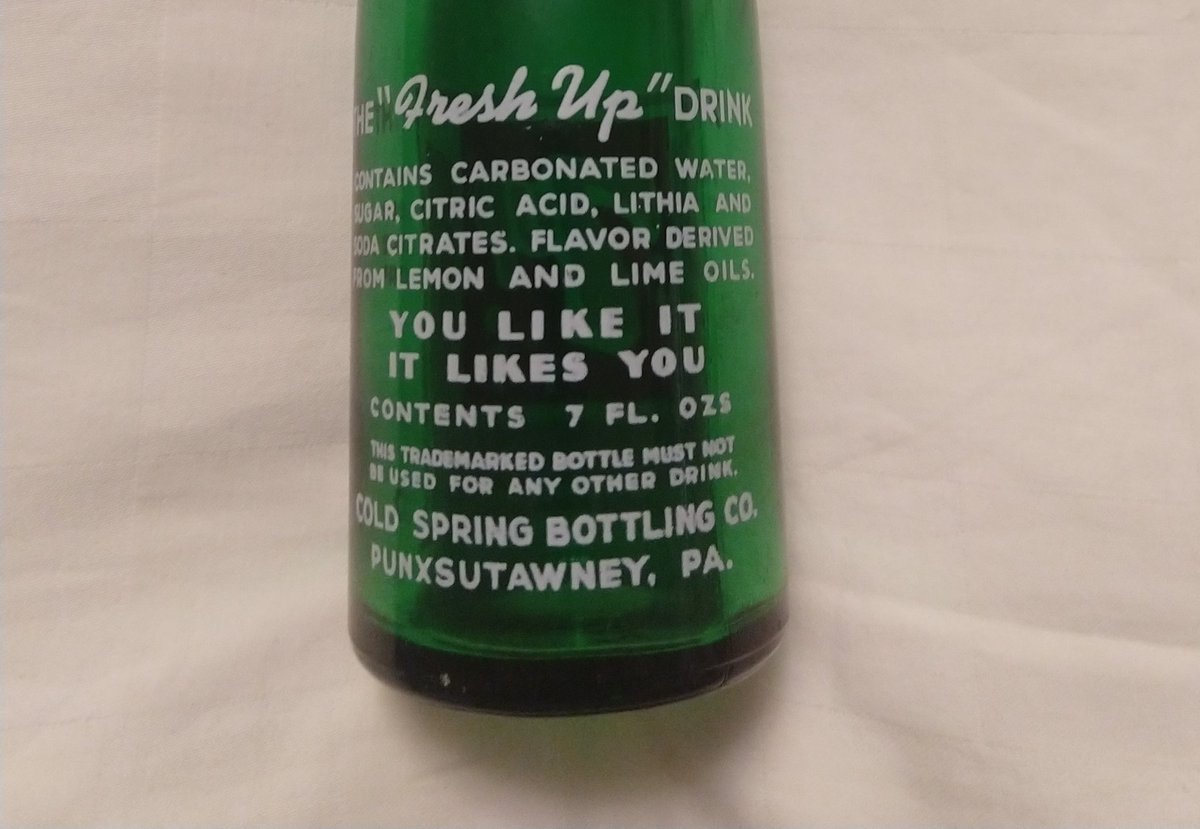 THE "Fresh Up" DRINK
CONTAINS CARBONATED WATER,
SUGAR, CITRIC ACID, LITHIA AND
SODA CITRATES. FLAVOR DERIVED
FROM LEMON AND LIME OILS.
YOU LIKE IT
IT LIKES YOU
CONTENTS 7 FL. OZS
THIS TRADEMARKED BOTTLE MUST NOT
BE USED FOR ANY OTHER DRINK.
COLD SPRING BOTTLING CO.
PUNXSUTAWNEY, PA.